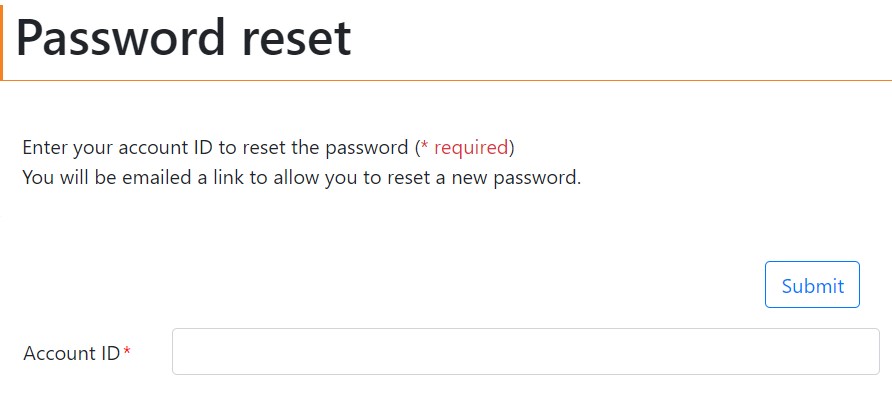 Password reset
Enter your account ID to reset the password (* required)
You will be emailed a link to allow you to reset a new password.
Submit
Account ID*